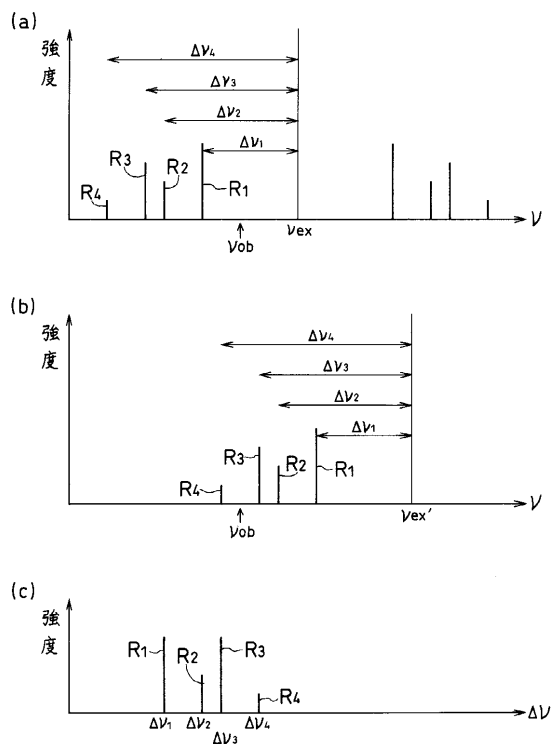 (a)
強
度
Δν4
Δν3
Δν2
Δν1
R3
R2
R4
R1
νob
νex
ν
(b)
強
度
Δν4
Δν3
Δν2
Δν1
R3
R2
R1
R4
νob
νex'
ν
(c)
強
度
R1
R2
R3
R4
Δν1
Δν2
Δν3
Δν4
Δν